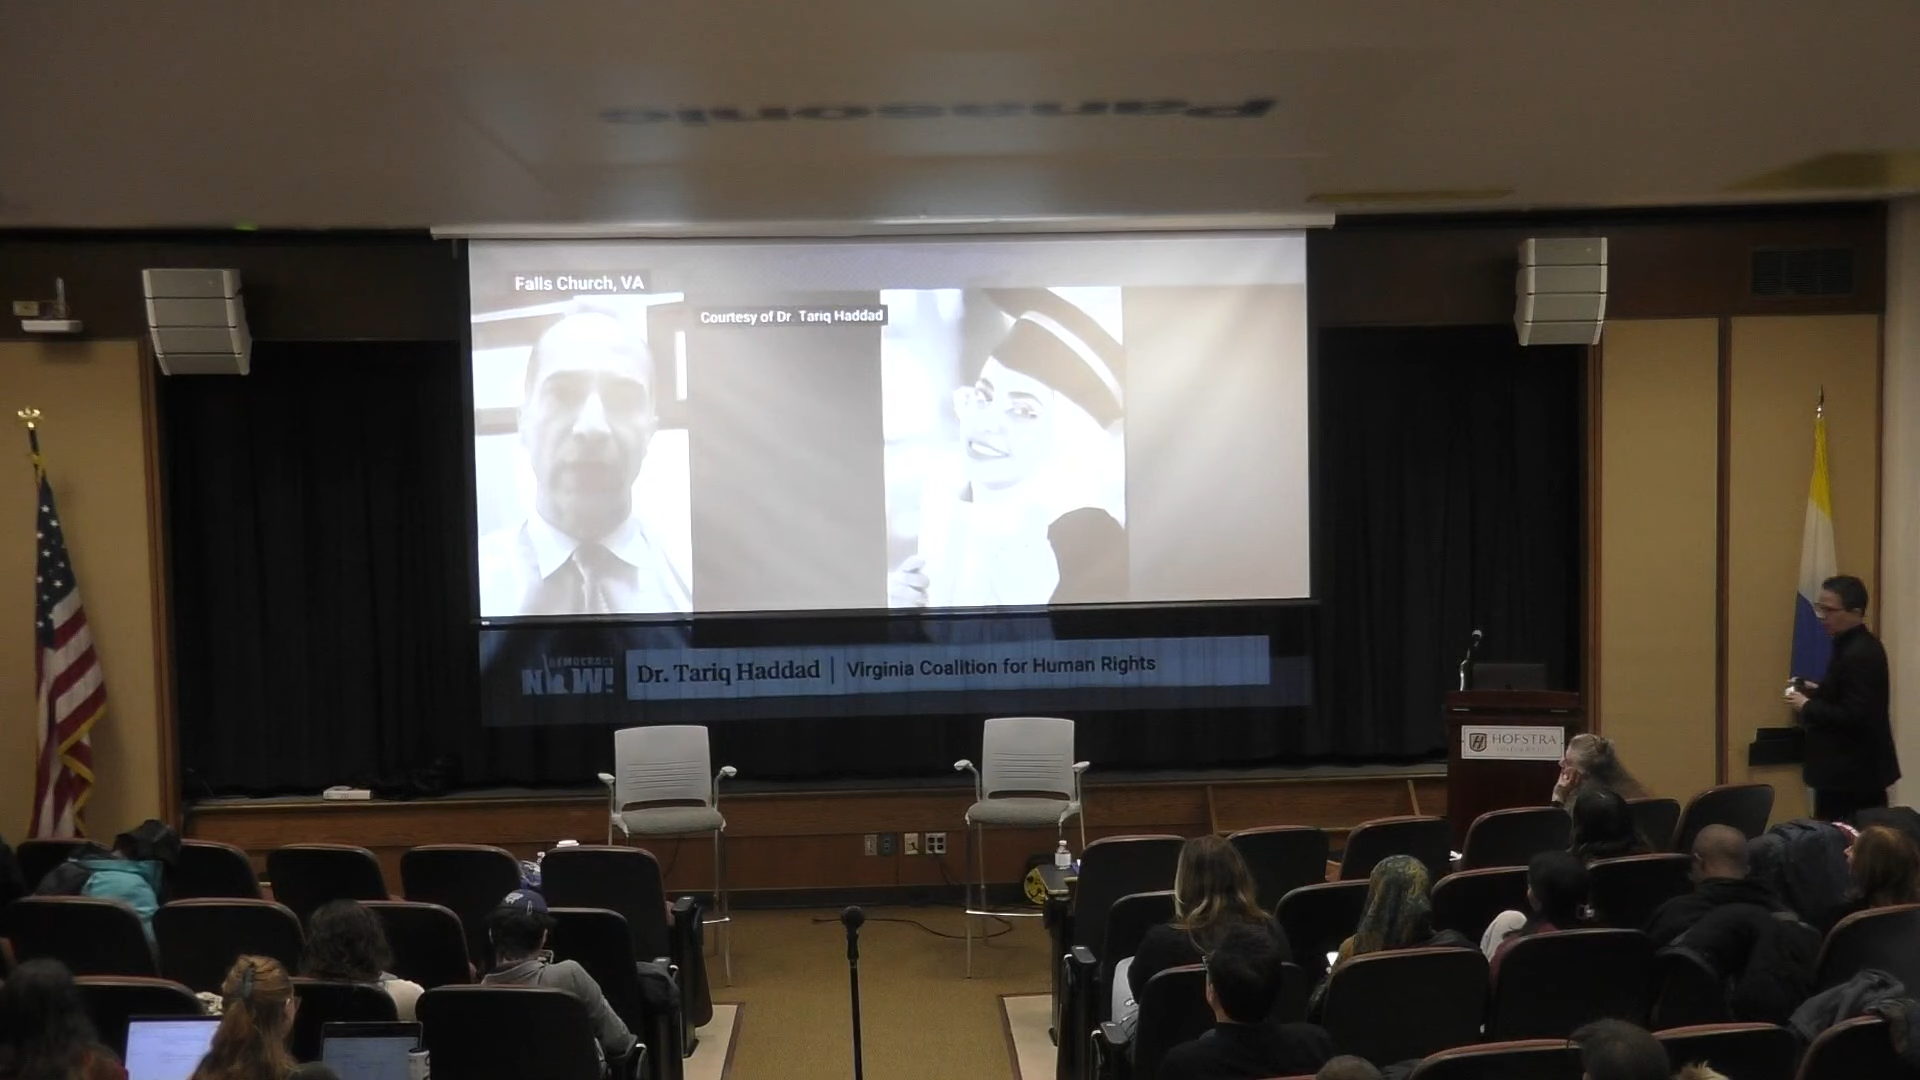 Panasonic
Falls Church, VA
Courtesy of Dr. Tariq Haddad
DEMOCRACY
NOW!
Dr. Tariq Haddad | Virginia Coalition for Human Rights
HOFSTRA